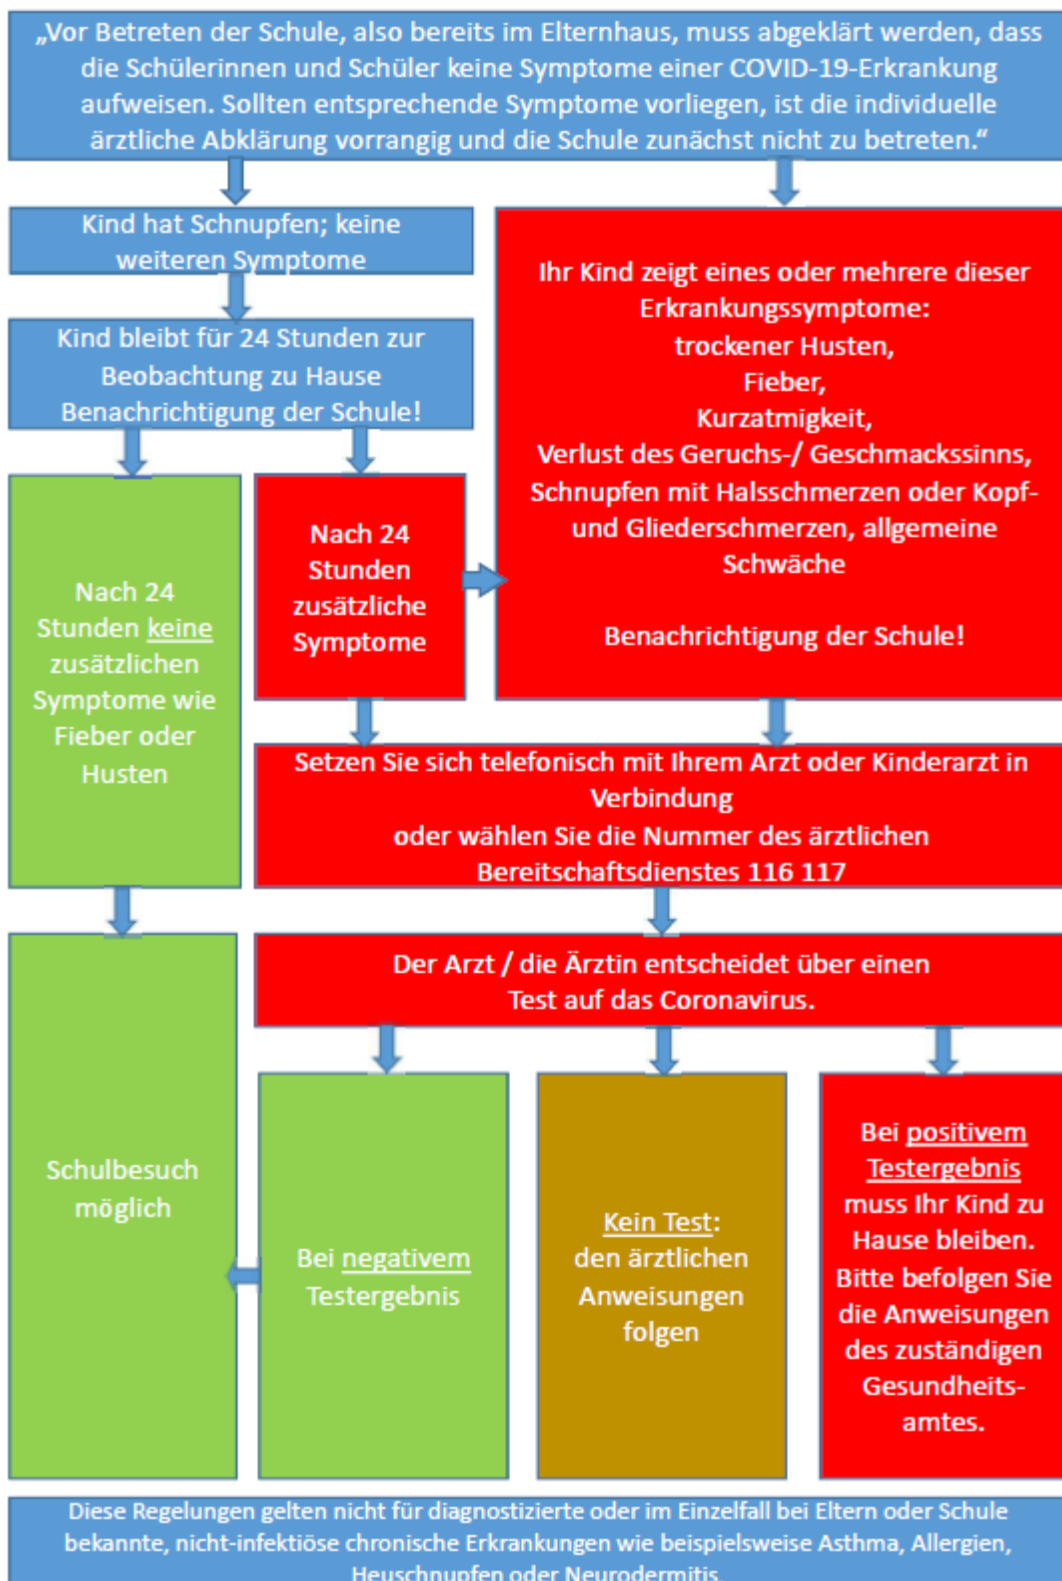 „Vor Betreten der Schule, also bereits im Elternhaus, muss abgeklärt werden, dass
die Schülerinnen und Schüler keine Symptome einer COVID-19-Erkrankung
aufweisen. Sollten entsprechende Symptome vorliegen, ist die individuelle
ärztliche Abklärung vorrangig und die Schule zunächst nicht zu betreten.“
Kind hat Schnupfen; keine
weiteren Symptome
Kind bleibt für 24 Stunden zur
Beobachtung zu Hause
Benachrichtigung der Schule!
Ihr Kind zeigt eines oder mehrere dieser
Erkrankungssymptome:
trockener Husten,
Fieber,
Kurzatmigkeit,
Verlust des Geruchs-/ Geschmackssinns,
Schnupfen mit Halsschmerzen oder Kopf-
und Gliederschmerzen, allgemeine
Schwäche
Benachrichtigung der Schule!
Nach 24
Stunden keine
zusätzlichen
Symptome wie
Fieber oder
Husten
Nach 24
Stunden
zusätzliche
Symptome
Setzen Sie sich telefonisch mit Ihrem Arzt oder Kinderarzt in
Verbindung
oder wählen Sie die Nummer des ärztlichen
Bereitschaftsdienstes 116 117
Der Arzt / die Ärztin entscheidet über einen
Test auf das Coronavirus.
Schulbesuch
möglich
Bei negativem
Testergebnis
Kein Test:
den ärztlichen
Anweisungen
folgen
Bei positivem
Testergebnis
muss Ihr Kind zu
Hause bleiben.
Bitte befolgen Sie
die Anweisungen
des zuständigen
Gesundheits-
amtes.
Diese Regelungen gelten nicht für diagnostizierte oder im Einzelfall bei Eltern oder Schule
bekannte, nicht-infektiöse chronische Erkrankungen wie beispielsweise Asthma, Allergien,
Heuschnupfen oder Neurodermitis